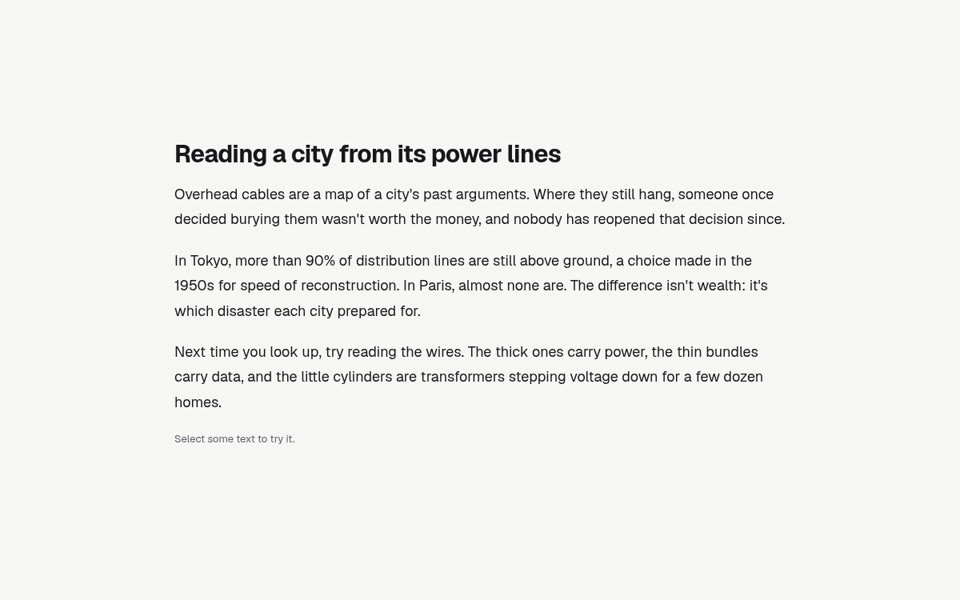 Reading a city from its power lines
Overhead cables are a map of a city's past arguments. Where they still hang, someone once
decided burying them wasn't worth the money, and nobody has reopened that decision since.
In Tokyo, more than 90% of distribution lines are still above ground, a choice made in the
1950s for speed of reconstruction. In Paris, almost none are. The difference isn't wealth: it's
which disaster each city prepared for.
Next time you look up, try reading the wires. The thick ones carry power, the thin bundles
carry data, and the little cylinders are transformers stepping voltage down for a few dozen
homes.
Select some text to try it.